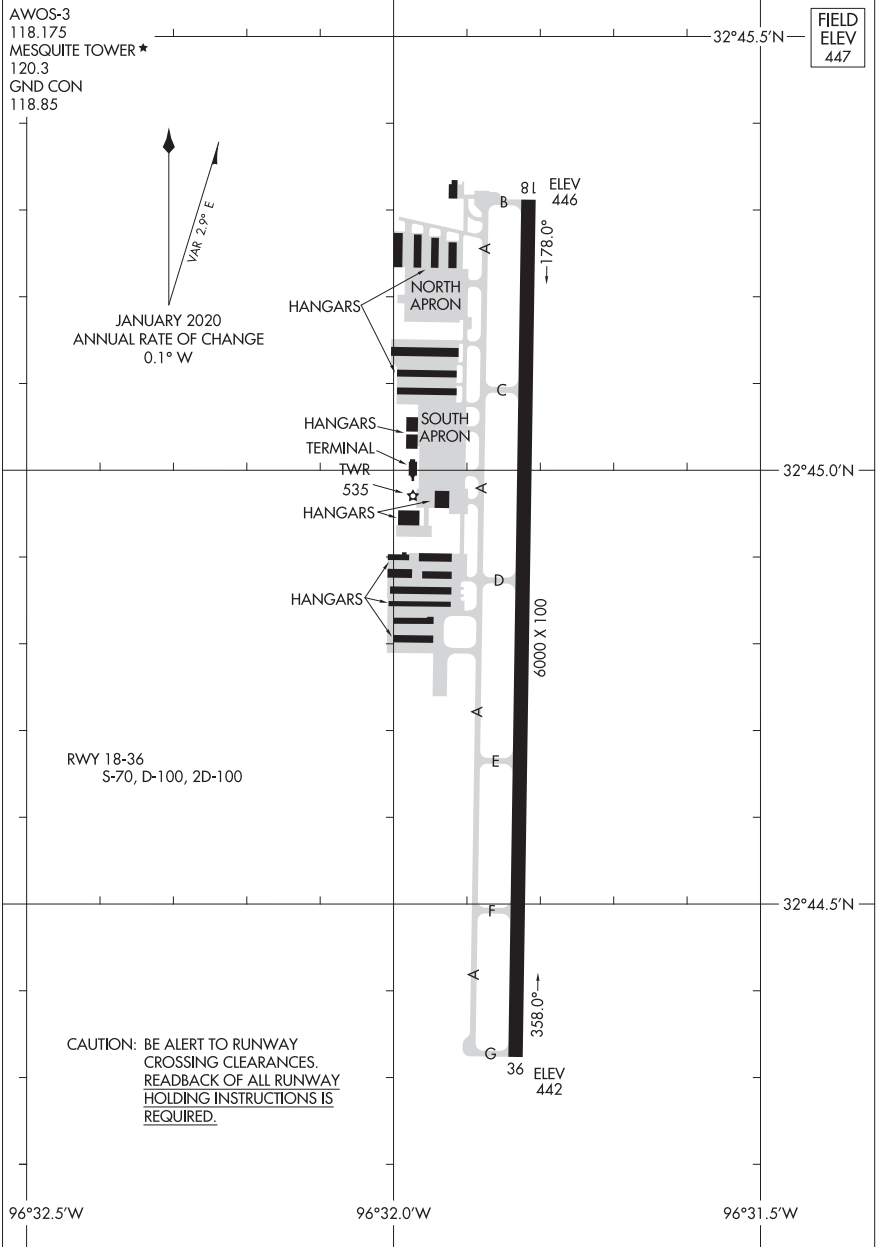 AWOS-3
118.175
MESQUITE TOWER ★
120.3
GND CON
118.85
32°45.5'N
FIELD
ELEV
447
VAR 2.9° E
JANUARY 2020
ANNUAL RATE OF CHANGE
0.1° W
18
ELEV
446
B
A
178.0°
NORTH
APRON
HANGARS
C
HANGARS
SOUTH
APRON
TERMINAL
TWR
535
32°45.0'N
A
HANGARS
D
HANGARS
6000 X 100
A
RWY 18-36
S-70, D-100, 2D-100
E
32°44.5'N
F
A
358.0°
CAUTION: BE ALERT TO RUNWAY
CROSSING CLEARANCES.
READBACK OF ALL RUNWAY
HOLDING INSTRUCTIONS IS
REQUIRED.
G
36
ELEV
442
96°32.5'W
96°32.0'W
96°31.5'W